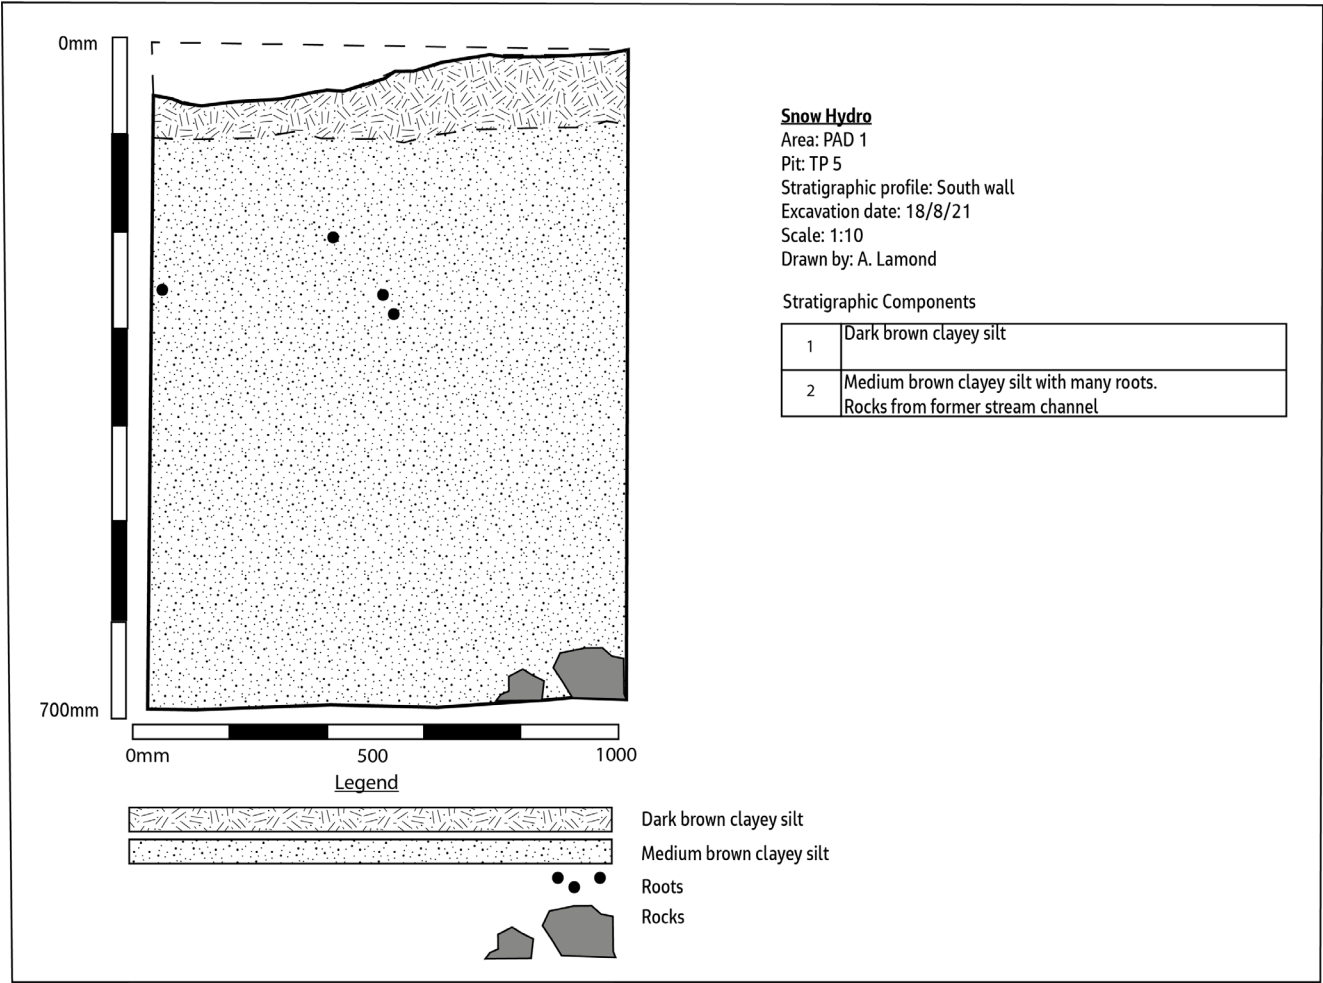 0mm
700mm
0mm
500
1000
Legend
Dark brown clayey silt
Medium brown clayey silt
Roots
Rocks
Snow Hydro
Area: PAD 1
Pit: TP 5
Stratigraphic profile: South wall
Excavation date: 18/8/21
Scale: 1:10
Drawn by: A. Lamond
Stratigraphic Components
1
Dark brown clayey silt
2
Medium brown clayey silt with many roots.
Rocks from former stream channel